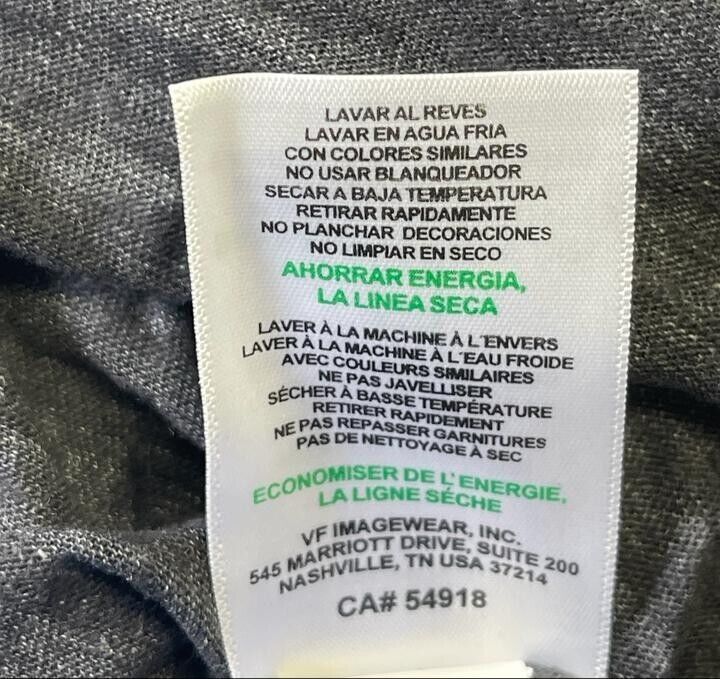 LAVAR AL REVES
LAVAR EN AGUA FRIA
CON COLORES SIMILARES
NO USAR BLANQUEADOR
SECAR A BAJA TEMPERATURA
RETIRAR RAPIDAMENTE
NO PLANCHAR DECORACIONES
NO LIMPIAR EN SECO
AHORRAR ENERGIA,
LA LINEA SECA
LAVER À LA MACHINE À L'ENVERS
LAVER À LA MACHINE À L'EAU FROIDE
AVEC COULEURS SIMILAIRES
NE PAS JAVELLISER
SÉCHER À BASSE TEMPÉRATURE
RETIRER RAPIDEMENT
NE PAS REPASSER GARNITURES
PAS DE NETTOYAGE À SEC
ECONOMISER DE L'ENERGIE,
LA LIGNE SÉCHE
VF IMAGEWEAR, INC.
545 MARRIOTT DRIVE, SUITE 200
NASHVILLE, TN USA 37214
CA# 54918